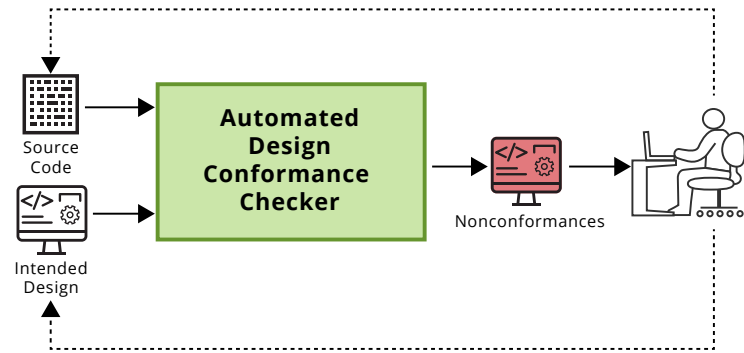 Source
Code
Intended
Design
Automated
Design
Conformance
Checker
</>
Nonconformances
</>